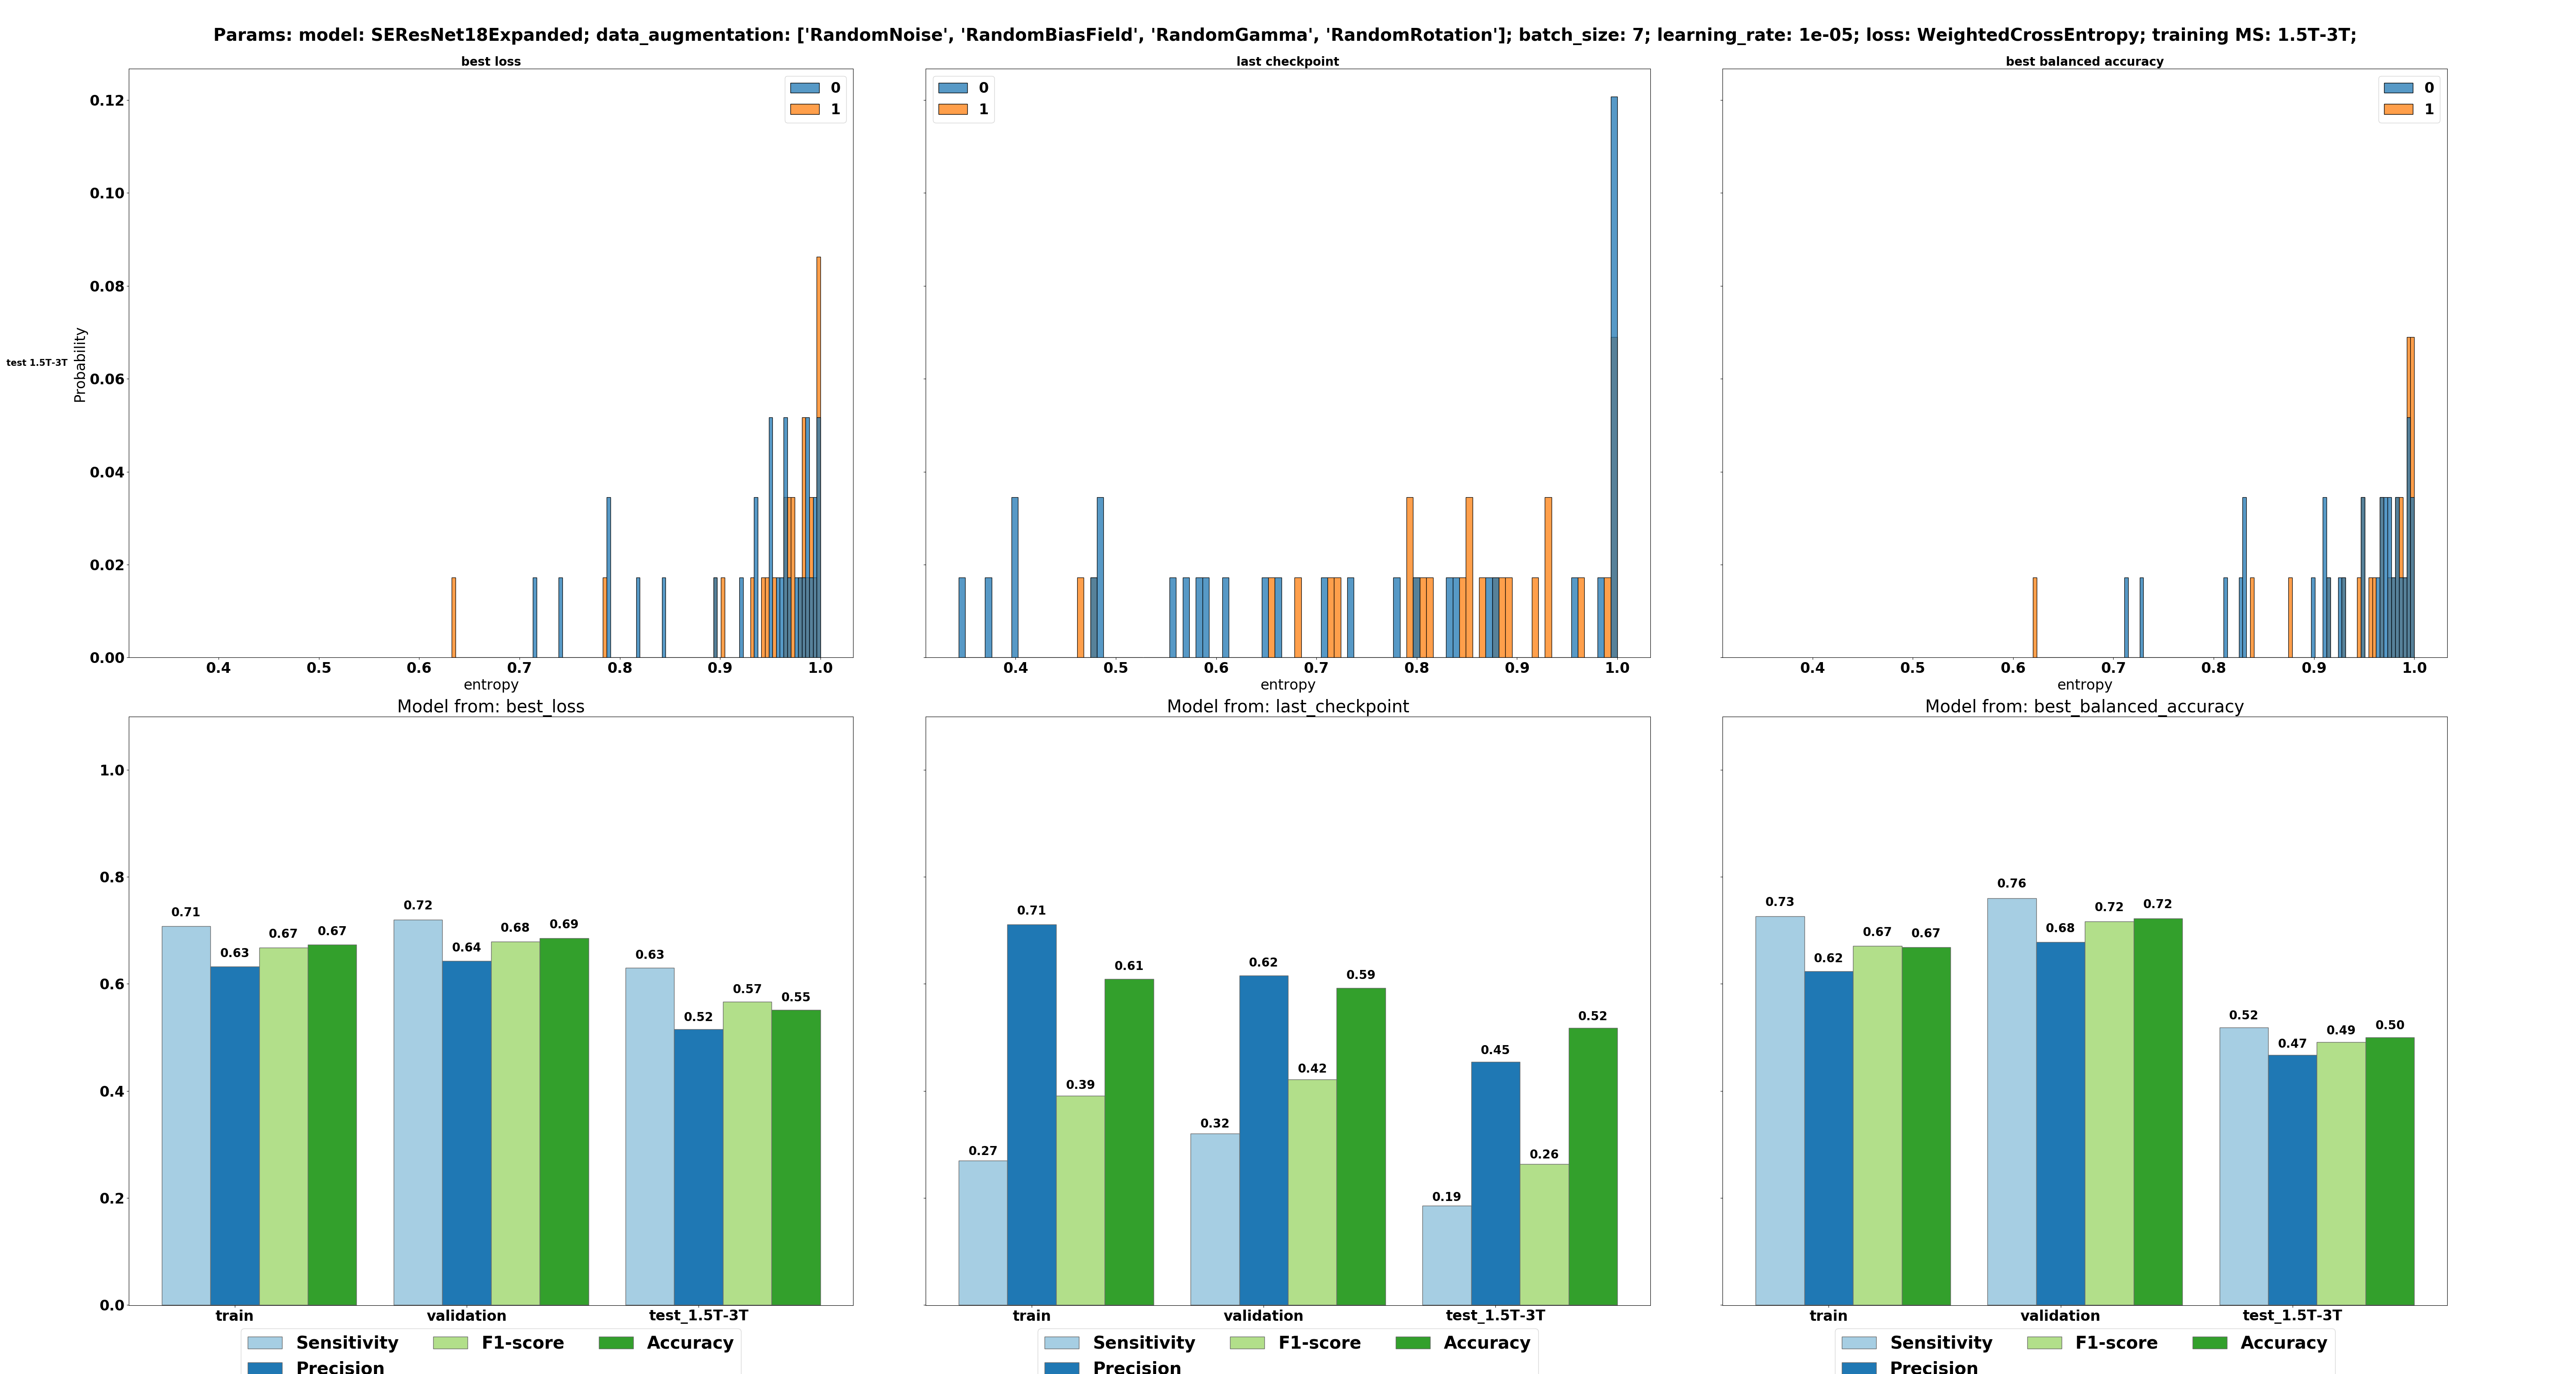 Params: model: SEResNet18Expanded; data_augmentation: ['RandomNoise', 'RandomBiasField', 'RandomGamma', 'RandomRotation']; batch_size: 7; learning_rate: 1e-05; loss: WeightedCrossEntropy; training MS: 1.5T-3T;
best loss
last checkpoint
best balanced accuracy
0
1
0
1
0
1
0.12
0.10
0.08
0.06
0.04
0.02
0.00
test 1.5T-3T
Probability
0.4 0.5 0.6 0.7 0.8 0.9 1.0
0.4 0.5 0.6 0.7 0.8 0.9 1.0
0.4 0.5 0.6 0.7 0.8 0.9 1.0
entropy
entropy
entropy
Model from: best_loss
Model from: last_checkpoint
Model from: best_balanced_accuracy
1.0
0.8
0.6
0.4
0.2
0.0
0.71 0.63 0.67 0.67
0.72 0.64 0.68 0.69
0.63 0.52 0.57 0.55
0.27 0.71 0.39 0.61
0.32 0.62 0.42 0.59
0.19 0.45 0.26 0.52
0.73 0.62 0.67 0.67
0.76 0.68 0.72 0.72
0.52 0.47 0.49 0.50
train validation test_1.5T-3T
train validation test_1.5T-3T
train validation test_1.5T-3T
Sensitivity F1-score Accuracy
Precision
Sensitivity F1-score Accuracy
Precision
Sensitivity F1-score Accuracy
Precision